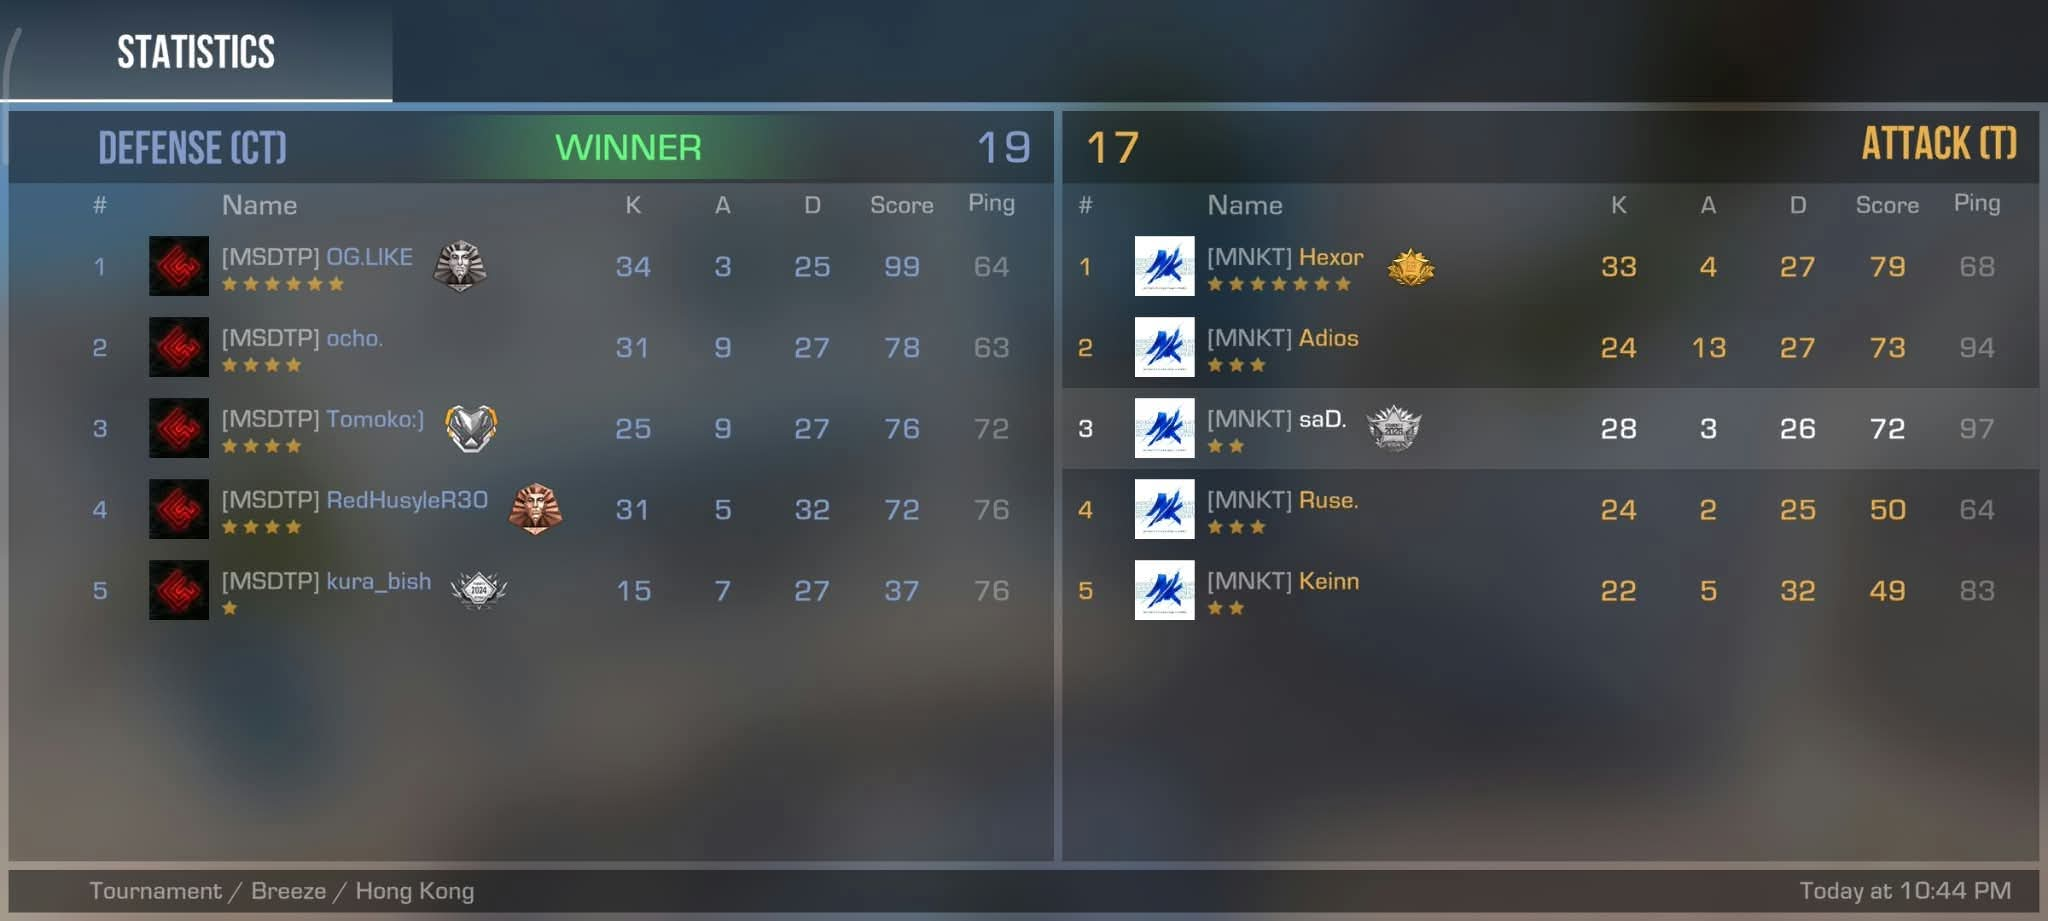 STATISTICS
DEFENSE (CT) WINNER 19
# Name K A D Score Ping
1 [MSDTP] OG.LIKE 34 3 25 99 64
2 [MSDTP] ocho. 31 9 27 78 63
3 [MSDTP] Tomoko:) 25 9 27 76 72
4 [MSDTP] RedHusyleR30 31 5 32 72 76
5 [MSDTP] kura_bish 2024 15 7 27 37 76
17 ATTACK (T)
# Name K A D Score Ping
1 [MNKT] Hexor 33 4 27 79 68
2 [MNKT] Adios 24 13 27 73 94
3 [MNKT] saD. 28 3 26 72 97
4 [MNKT] Ruse. 24 2 25 50 64
5 [MNKT] Keinn 22 5 32 49 83
Tournament / Breeze / Hong Kong
Today at 10:44 PM